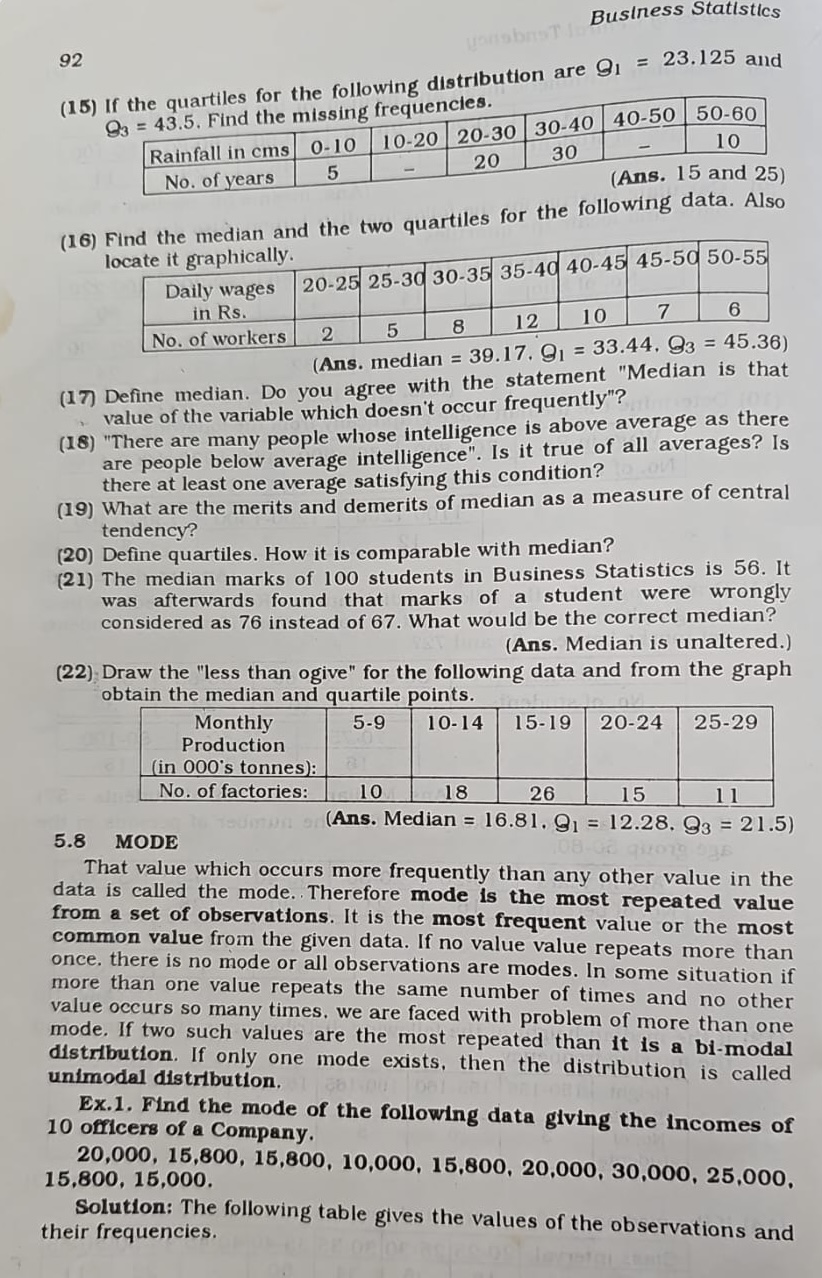 Business Statistics
92
(15) If the quartiles for the following distribution are Q1 = 23.125 and
Q3 = 43.5. Find the missing frequencies.
Rainfall in cms 0-10 10-20 20-30 30-40 40-50 50-60
No. of years 5 – 20 30 – 10
(Ans. 15 and 25)
(16) Find the median and the two quartiles for the following data. Also
locate it graphically.
Daily wages 20-25 25-30 30-35 35-40 40-45 45-50 50-55
in Rs.
No. of workers 2 5 8 12 10 7 6
(Ans. median = 39.17. Q1 = 33.44. Q3 = 45.36)
(17) Define median. Do you agree with the statement "Median is that
value of the variable which doesn't occur frequently"?
(18) "There are many people whose intelligence is above average as there
are people below average intelligence". Is it true of all averages? Is
there at least one average satisfying this condition?
(19) What are the merits and demerits of median as a measure of central
tendency?
(20) Define quartiles. How it is comparable with median?
(21) The median marks of 100 students in Business Statistics is 56. It
was afterwards found that marks of a student were wrongly
considered as 76 instead of 67. What would be the correct median?
(Ans. Median is unaltered.)
(22) Draw the "less than ogive" for the following data and from the graph
obtain the median and quartile points.
Monthly 5-9 10-14 15-19 20-24 25-29
Production
(in 000's tonnes):
No. of factories: 10 18 26 15 11
(Ans. Median = 16.81. Q1 = 12.28. Q3 = 21.5)
5.8 MODE
That value which occurs more frequently than any other value in the
data is called the mode. Therefore mode is the most repeated value
from a set of observations. It is the most frequent value or the most
common value from the given data. If no value value repeats more than
once. there is no mode or all observations are modes. In some situation if
more than one value repeats the same number of times and no other
value occurs so many times. we are faced with problem of more than one
mode. If two such values are the most repeated than it is a bi-modal
distribution. If only one mode exists, then the distribution is called
unimodal distribution.
Ex.1. Find the mode of the following data giving the incomes of
10 officers of a Company.
20,000, 15,800, 15,800, 10,000, 15,800, 20,000, 30,000, 25,000,
15,800, 15,000.
Solution: The following table gives the values of the observations and
their frequencies.